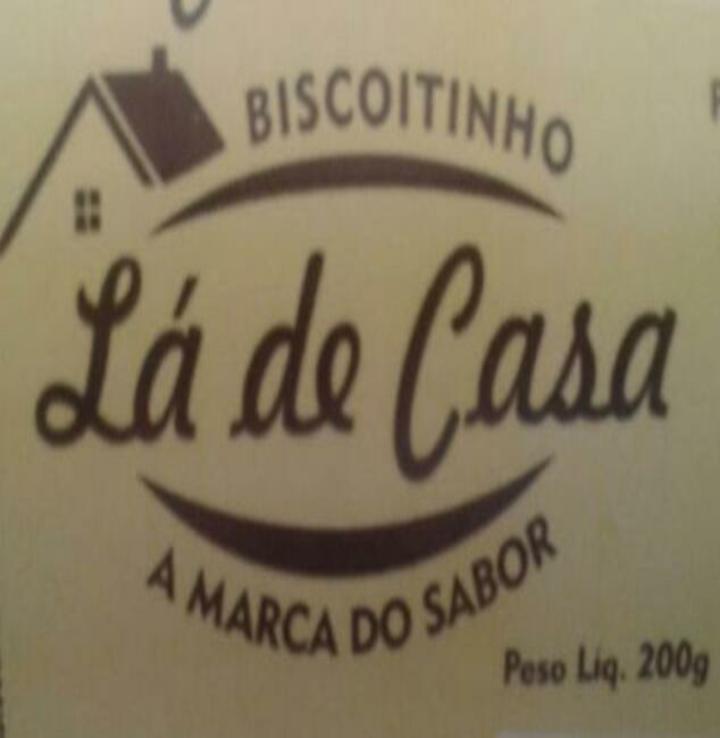 BISCOITINHO
Lá de Casa
A MARCA DO SABOR
Peso Líq. 200g